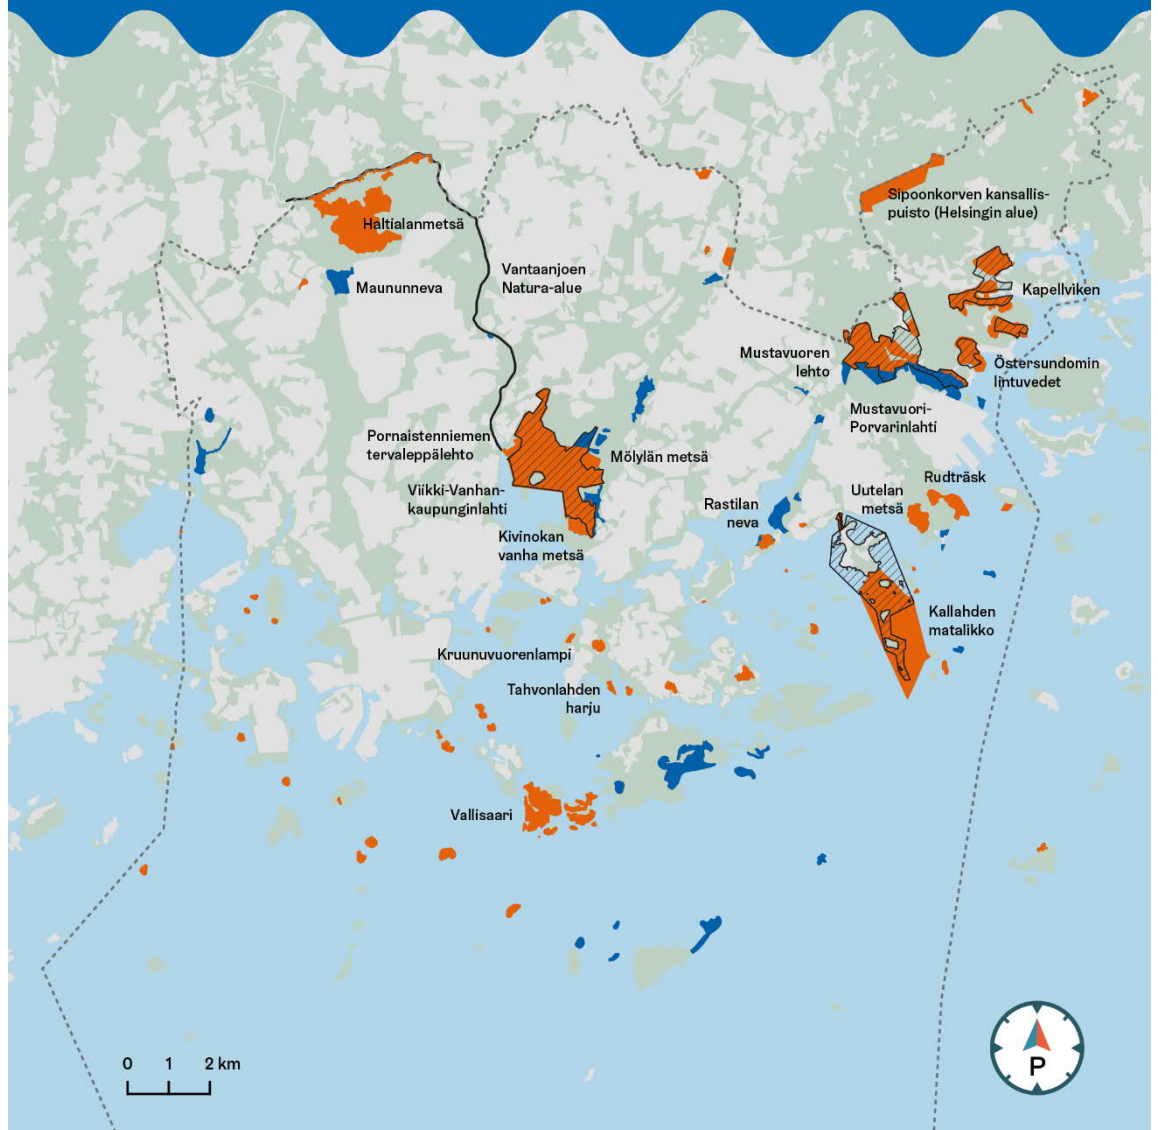 Sipoonkorven kansallis-
puisto (Helsingin alue)
Haltialanmetsä
Vantaanjoen
Natura-alue
Maununneva
Kapellviken
Mustavuoren
lehto
Östersundomin
lintuvedet
Mustavuori-
Porvarinlahti
Pornaistenniemen
tervaleppälehto
Mölylän metsä
Viikki-Vanhan-
kaupunginlahti
Rastilan
neva
Uutelan
metsä
Rudträsk
Kivinokan
vanha metsä
Kallahden
matalikko
Kruunuvuorenlampi
Tahvonlahden
harju
Vallisaari
0 1 2 km
P